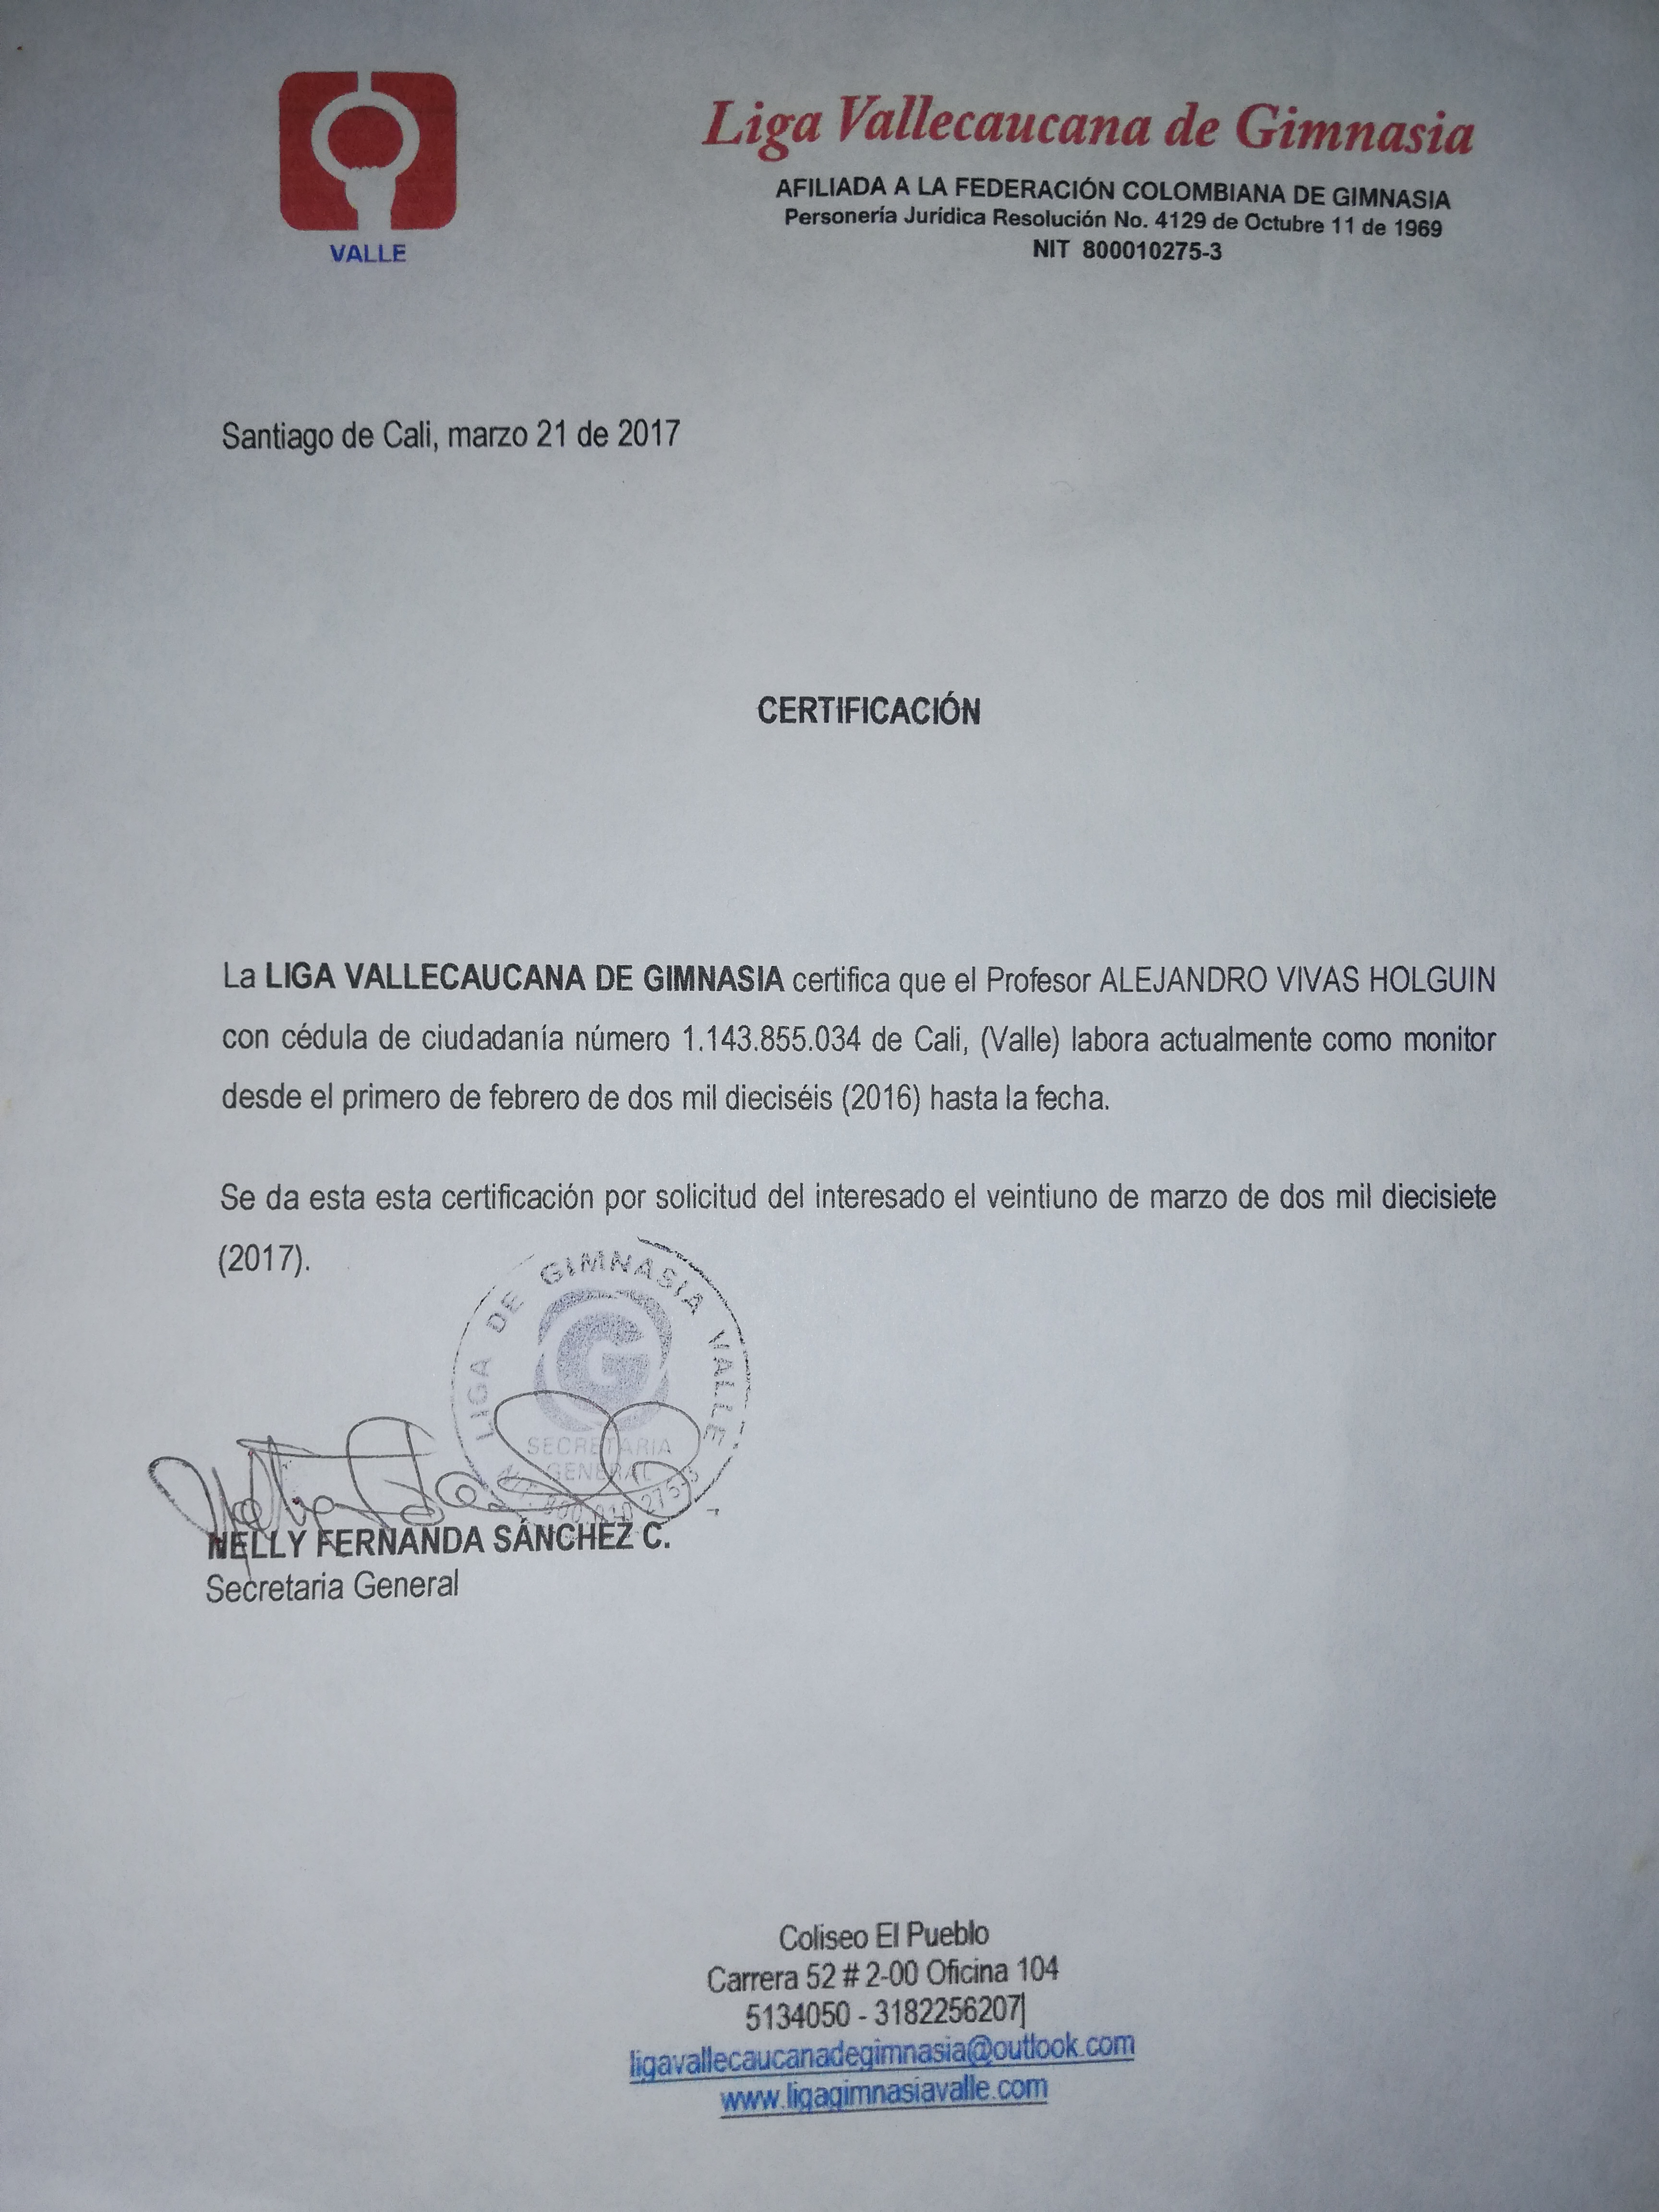 VALLE
Liga Vallecaucana de Gimnasia
AFILIADA A LA FEDERACIÓN COLOMBIANA DE GIMNASIA
Personería Jurídica Resolución No. 4129 de Octubre 11 de 1969
NIT 800010275-3
Santiago de Cali, marzo 21 de 2017
CERTIFICACIÓN
La LIGA VALLECAUCANA DE GIMNASIA certifica que el Profesor ALEJANDRO VIVAS HOLGUIN
con cédula de ciudadanía número 1.143.855.034 de Cali, (Valle) labora actualmente como monitor
desde el primero de febrero de dos mil dieciséis (2016) hasta la fecha.
Se da esta esta certificación por solicitud del interesado el veintiuno de marzo de dos mil diecisiete
(2017).
LIGA DE GIMNASIA VALLE
G
SECRETARIA
GENERAL
NELLY FERNANDA SÁNCHEZ C.
Secretaria General
Coliseo El Pueblo
Carrera 52 # 2-00 Oficina 104
5134050 - 3182256207
ligavallecaucanadegimnasia@outlook.com
www.ligagimnasiavalle.com